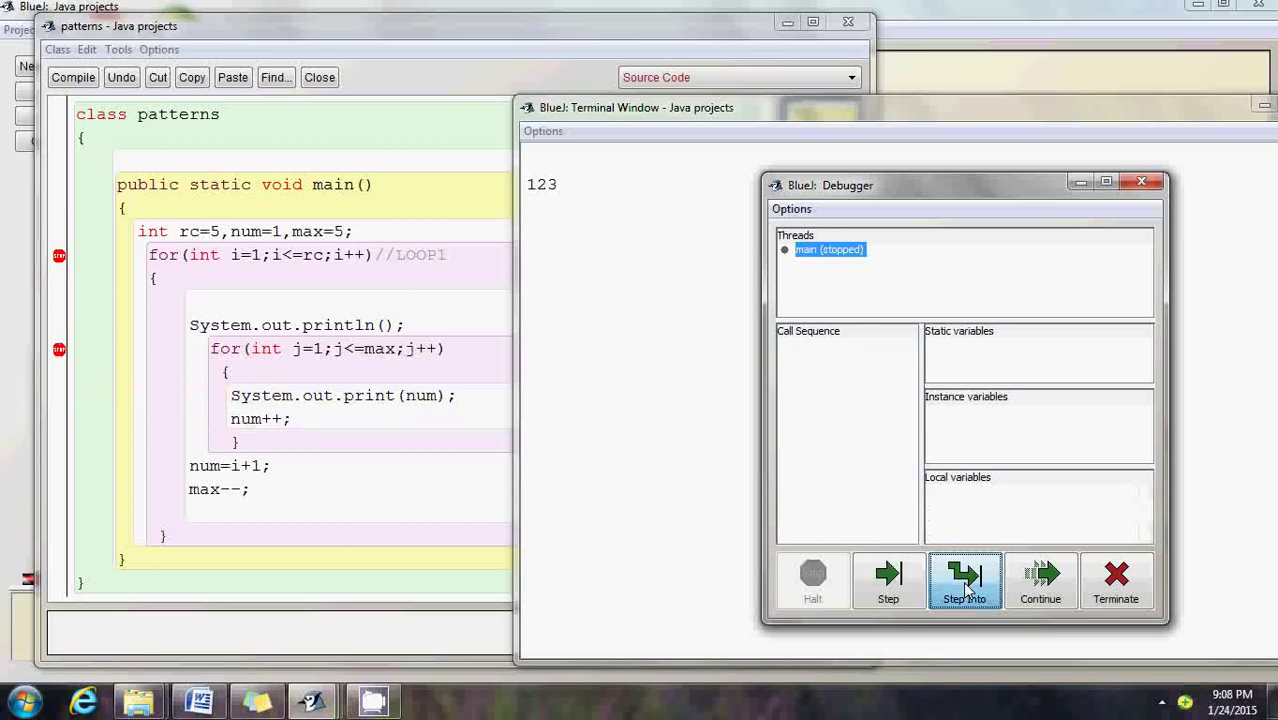 BlueJ: Java projects
patterns - Java projects
Class Edit Tools Options
Compile Undo Cut Copy Paste Find... Close
Source Code
class patterns
{
public static void main()
{
int rc=5,num=1,max=5;
for(int i=1;i<=rc;i++)//LOOP1
{
System.out.println();
for(int j=1;j<=max;j++)
{
System.out.print(num);
num++;
}
num=i+1;
max--;
}
}
}
BlueJ: Terminal Window - Java projects
Options
123
BlueJ: Debugger
Options
Threads
main (stopped)
Call Sequence
Static variables
Instance variables
Local variables
Halt
Step
Step Into
Continue
Terminate
9:08 PM
1/24/2015